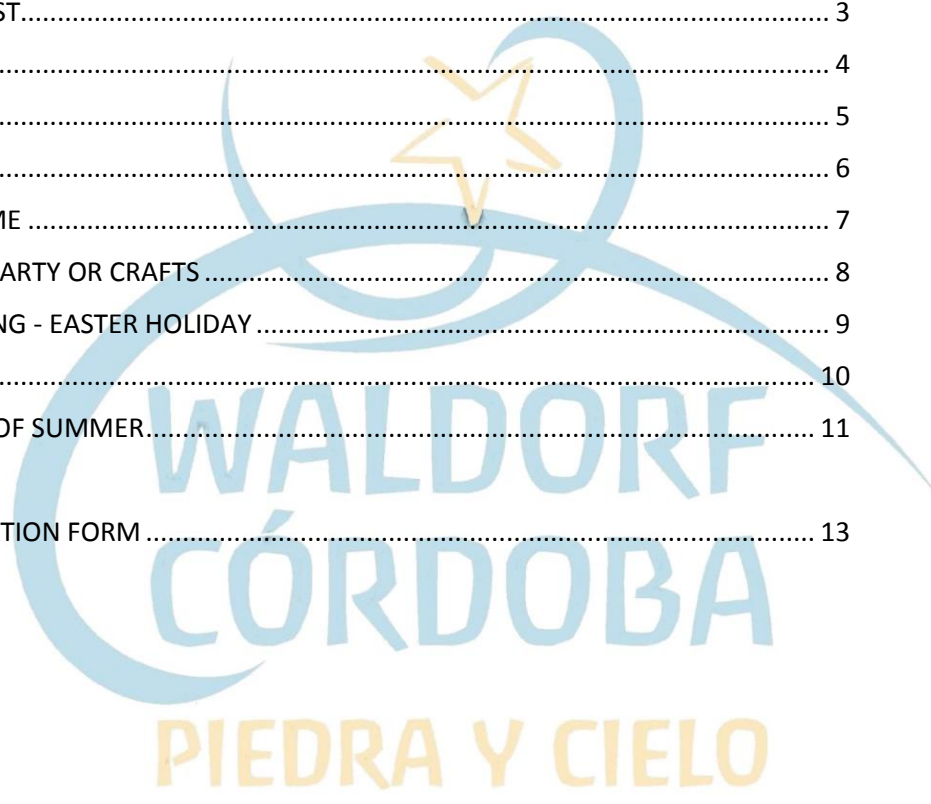 ST.......... 3
.......... 4
.......... 5
.......... 6
ME .......... 7
PARTY OR CRAFTS .......... 8
NG - EASTER HOLIDAY .......... 9
.......... 10
OF SUMMER.......... 11
TION FORM .......... 13
WALDORF
CÓRDOBA
PIEDRA Y CIELO